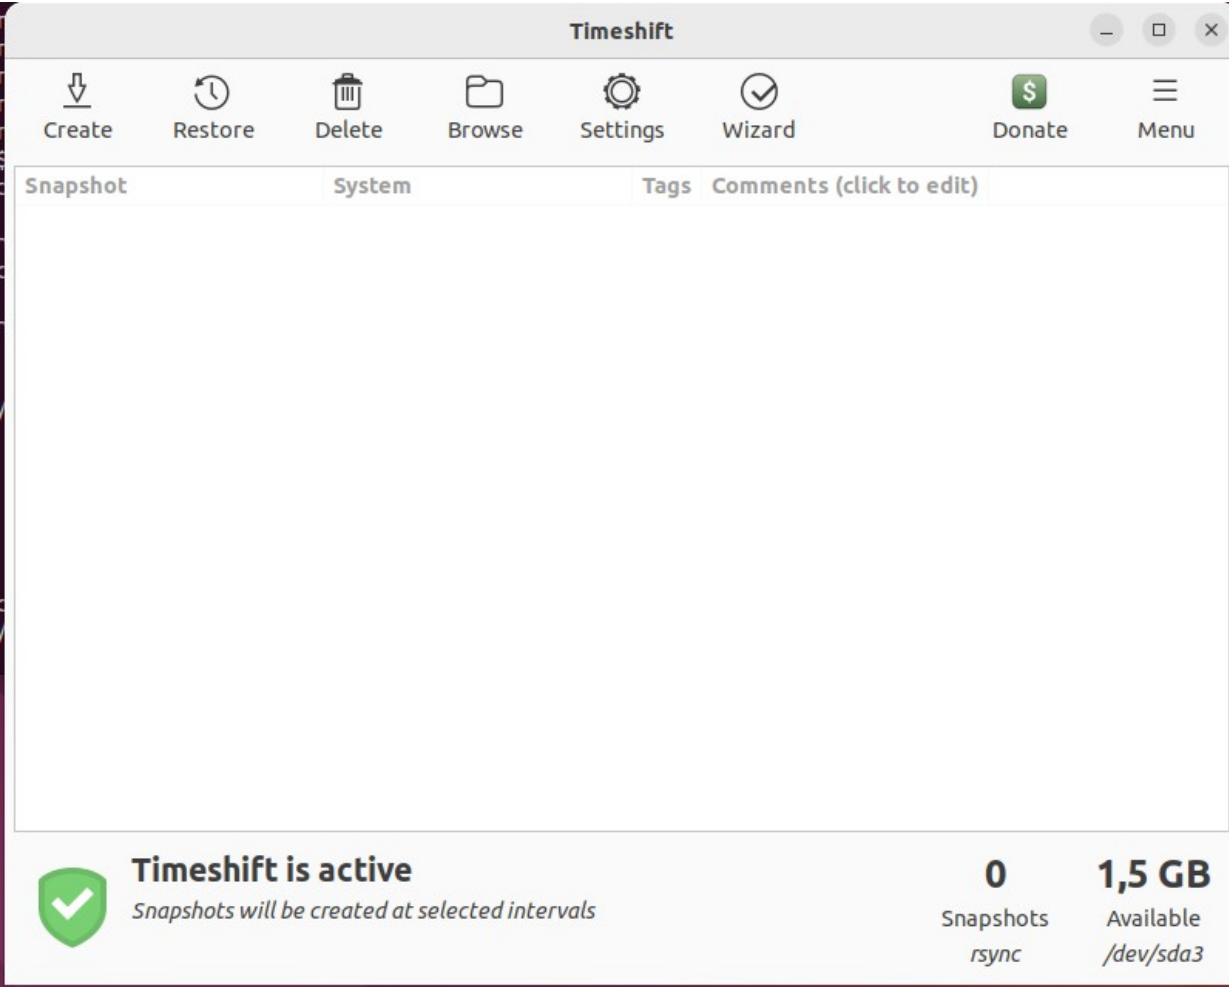 Timeshift
Create Restore Delete Browse Settings Wizard Donate Menu
Snapshot System Tags Comments (click to edit)
Timeshift is active
Snapshots will be created at selected intervals
0
Snapshots
rsync
1,5 GB
Available
/dev/sda3